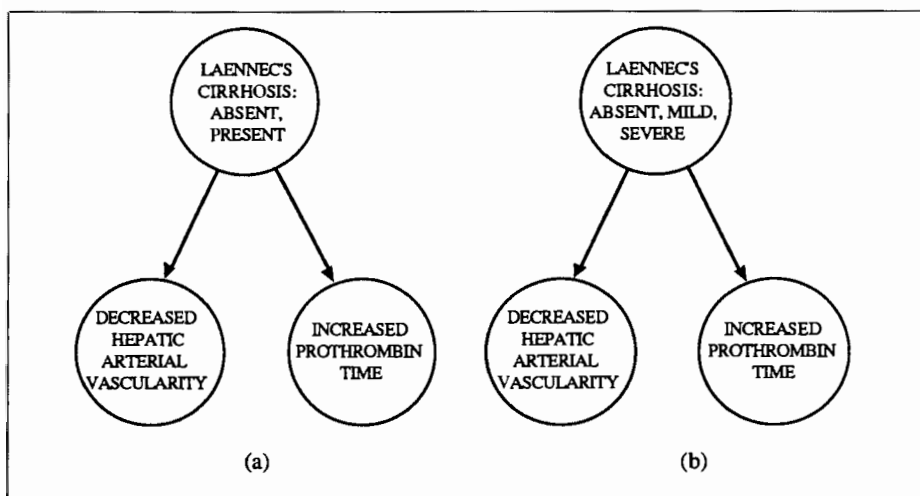 LAENNEC'S
CIRRHOSIS:
ABSENT,
PRESENT
DECREASED
HEPATIC
ARTERIAL
VASCULARITY
INCREASED
PROTHROMBIN
TIME
(a)
LAENNEC'S
CIRRHOSIS:
ABSENT, MILD,
SEVERE
DECREASED
HEPATIC
ARTERIAL
VASCULARITY
INCREASED
PROTHROMBIN
TIME
(b)